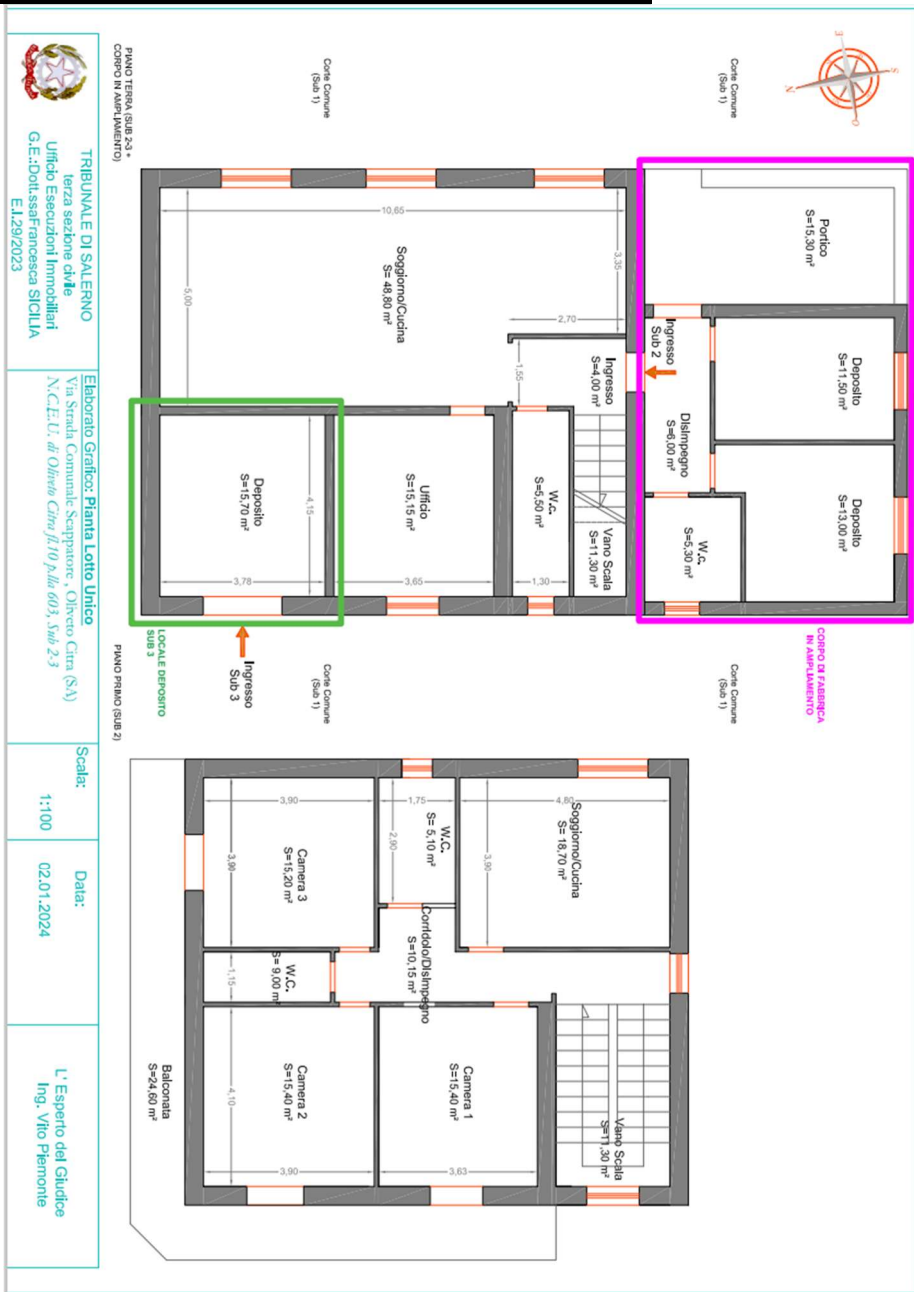 E
S
N
O
Corte Comune
(Sub 1)
Corte Comune
(Sub 1)
Portico
S=15,30 m²
Deposito
S=11,50 m²
Deposito
S=13,00 m²
Ingresso
Sub 2
Disimpegno
S=6,00 m²
W.c.
S=5,30 m²
CORPO DI FABBRICA
IN AMPLIAMENTO
10,65
3,35
2,70
5,00
Soggiorno/Cucina
S= 48,80 m²
Ingresso
S=4,00 m²
1,55
Vano Scala
S=11,30 m²
W.c.
S=5,50 m²
1,30
Ufficio
S=15,15 m²
3,65
Deposito
S=15,70 m²
4,15
3,78
Ingresso
Sub 3
LOCALE DEPOSITO
SUB 3
Corte Comune
(Sub 1)
Corte Comune
(Sub 1)
PIANO TERRA (SUB 2-3 +
CORPO IN AMPLIAMENTO)
PIANO PRIMO (SUB 2)
4,80
Soggiorno/Cucina
S= 18,70 m²
3,90
1,75
W.C.
S= 5,10 m²
2,90
3,90
Camera 3
S=15,20 m²
3,90
Corridoio/Disimpegno
S=10,15 m²
W.C.
S= 9,00 m²
1,15
Vano Scala
S=11,30 m²
Camera 1
S=15,40 m²
3,63
Camera 2
S=15,40 m²
4,10
3,90
Balconata
S=24,60 m²
TRIBUNALE DI SALERNO
terza sezione civile
Ufficio Esecuzioni Immobiliari
G.E.:Dott.ssaFrancesca SICILIA
E.I.29/2023
Elaborato Grafico: Pianta Lotto Unico
Via Strada Comunale Scappatore , Oliveto Citra (SA)
N.C.E.U. di Oliveto Citra fl.10 p.lla 603, Sub 2-3
Scala:
1:100
Data:
02.01.2024
L' Esperto del Giudice
Ing. Vito Piemonte